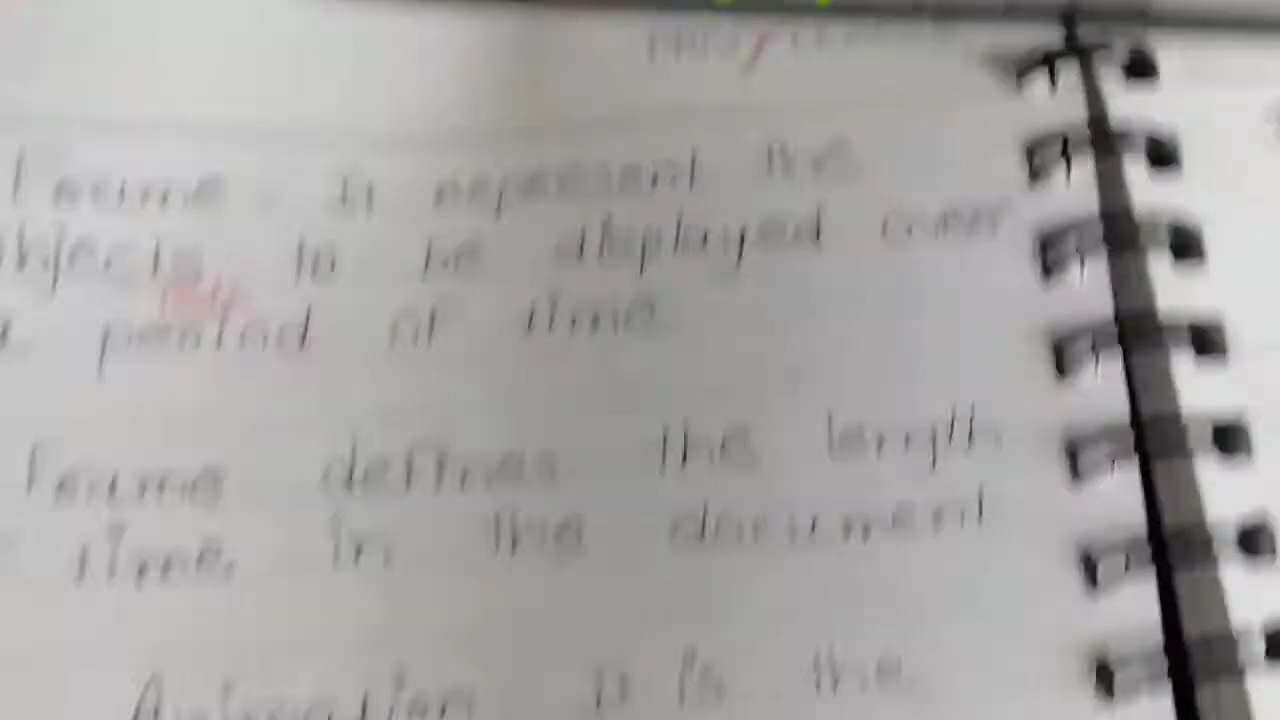 Frame. It represent the
objects to be displayed over
a period of time
Frame defines the length
time in the document
Animation It is the